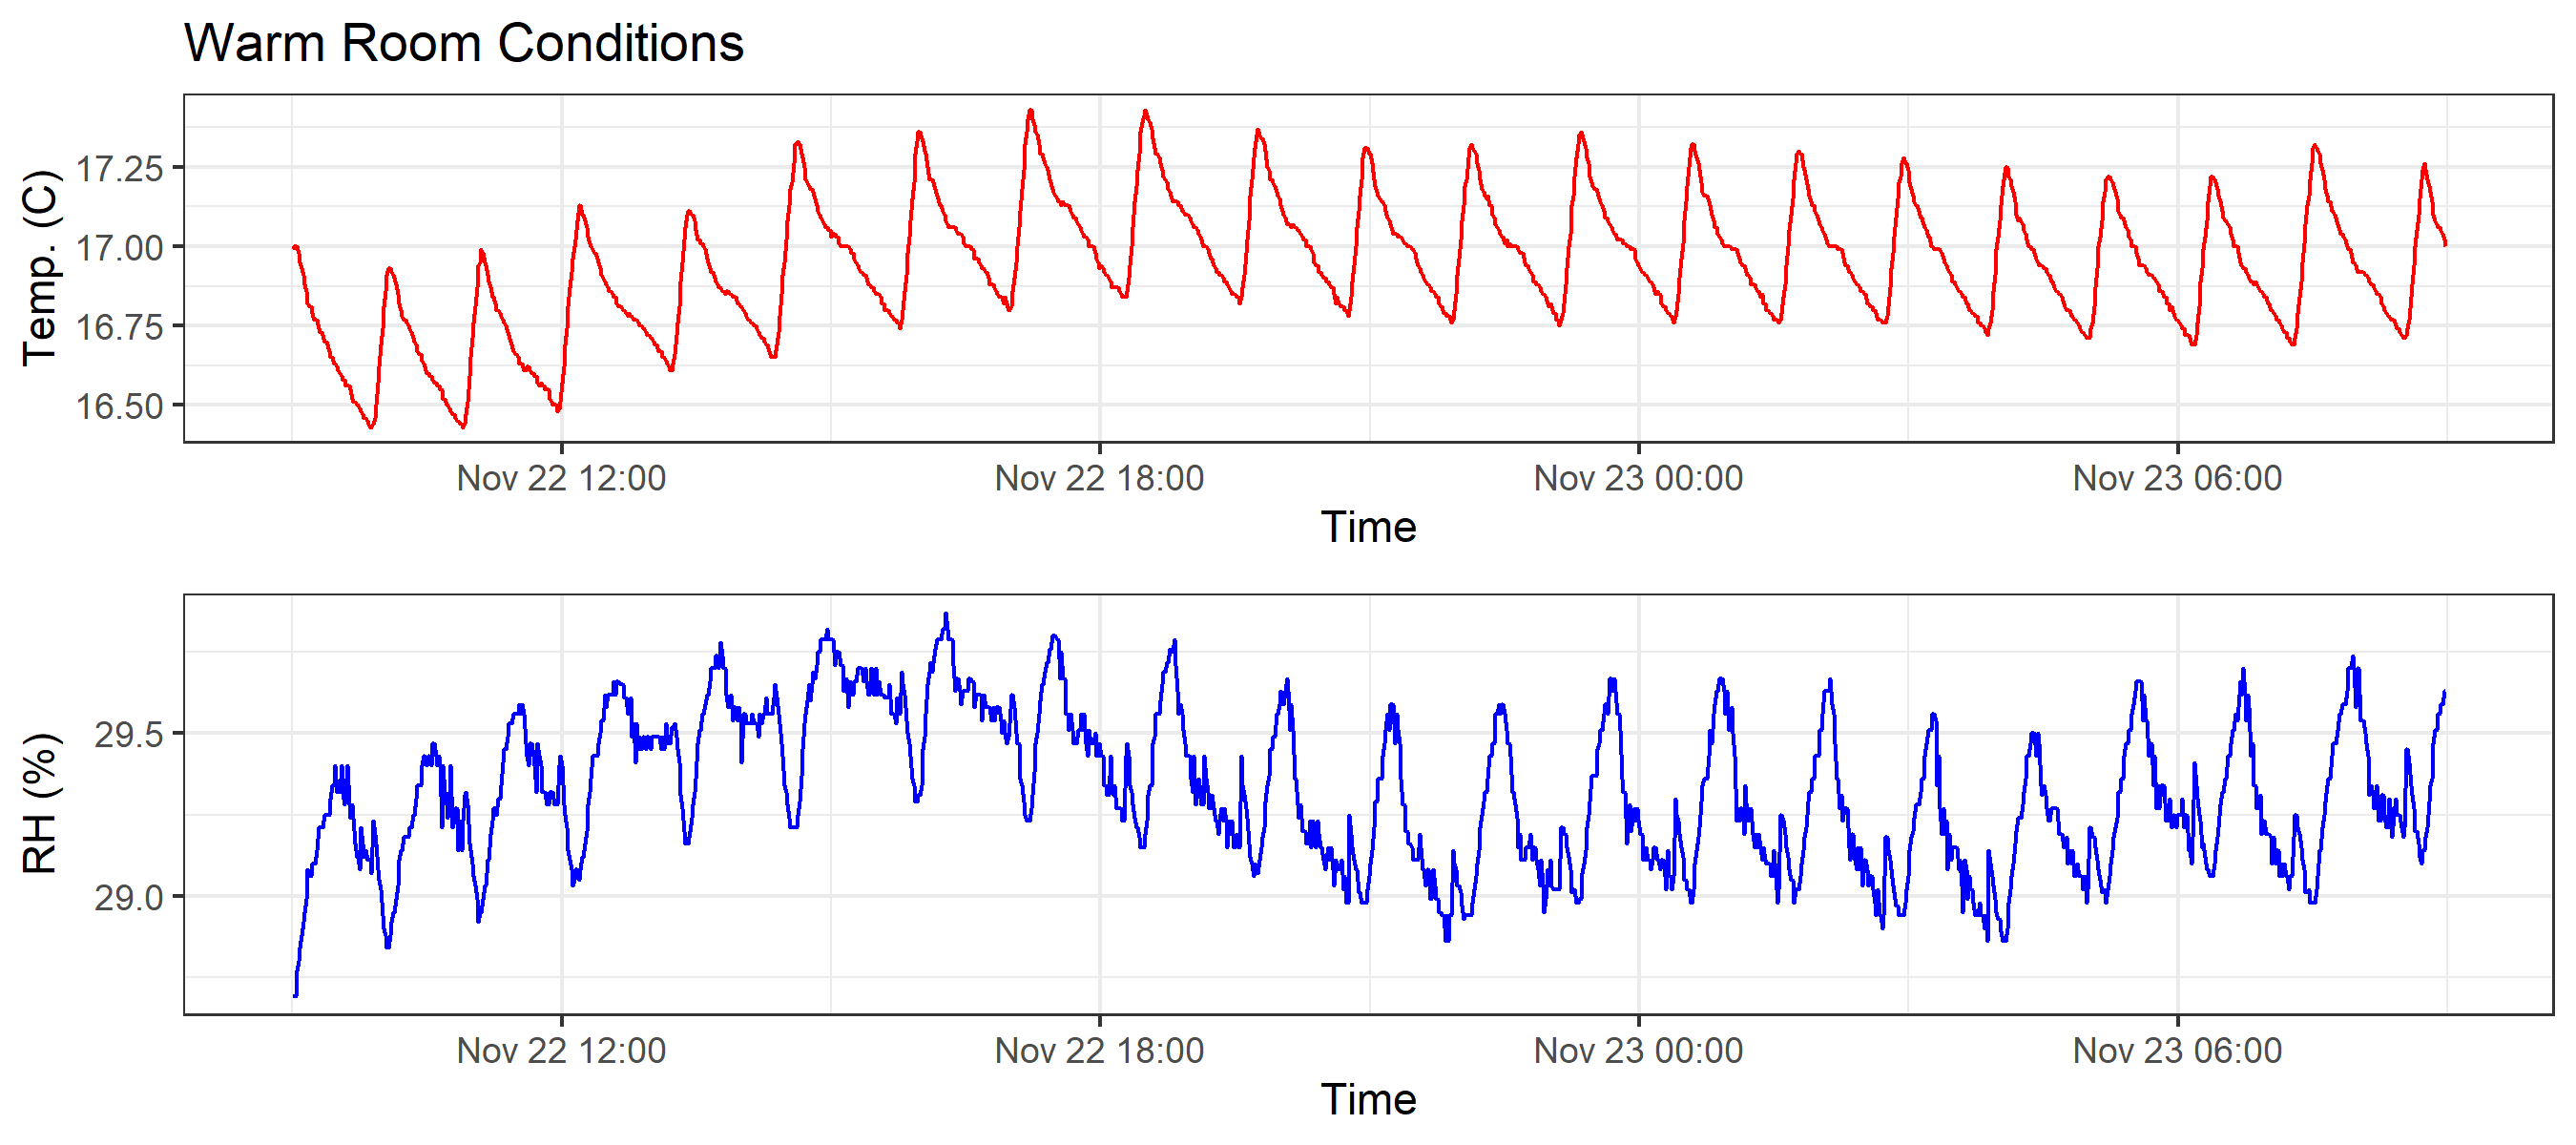 Warm Room Conditions
Temp. (C)
17.25
17.00
16.75
16.50
Nov 22 12:00 Nov 22 18:00 Nov 23 00:00 Nov 23 06:00
Time
RH (%)
29.5
29.0
Nov 22 12:00 Nov 22 18:00 Nov 23 00:00 Nov 23 06:00
Time